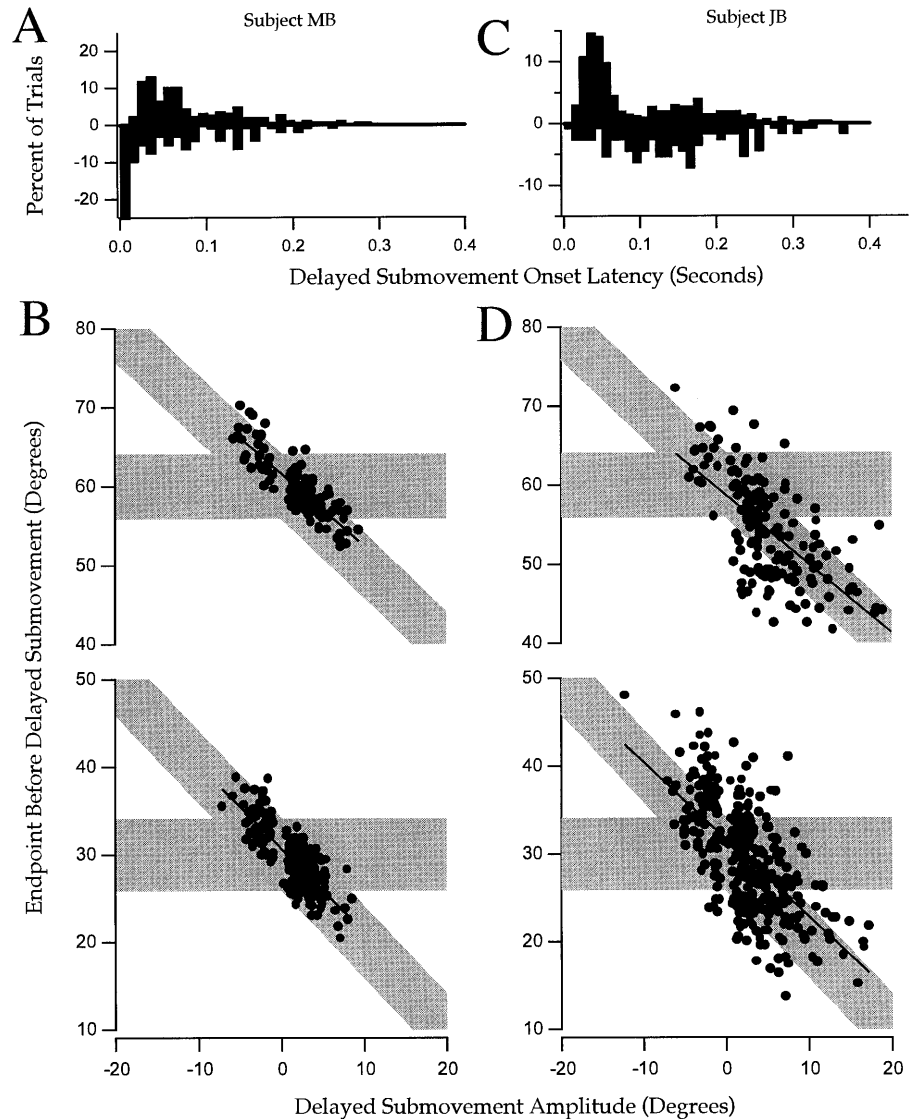 A
Subject MB
C
Subject JB
Percent of Trials
20
10
0
-10
-20
0.0 0.1 0.2 0.3 0.4
10
0
-10
0.0 0.1 0.2 0.3 0.4
Delayed Submovement Onset Latency (Seconds)
B
D
Endpoint Before Delayed Submovement (Degrees)
80
70
60
50
40
80
70
60
50
40
50
40
30
20
10
-20 -10 0 10 20
50
40
30
20
10
-20 -10 0 10 20
Delayed Submovement Amplitude (Degrees)